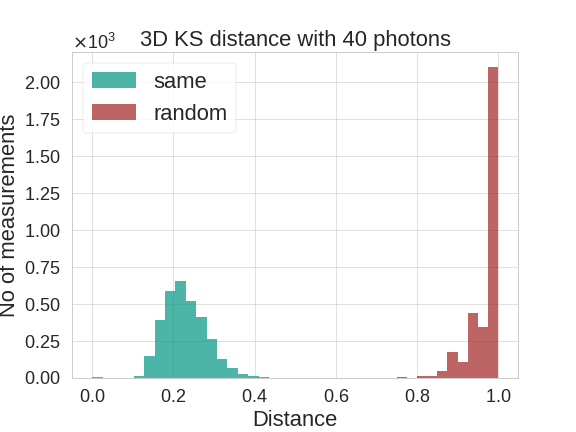 ×10³ 3D KS distance with 40 photons
same
random
No of measurements
2.00
1.75
1.50
1.25
1.00
0.75
0.50
0.25
0.00
0.0 0.2 0.4 0.6 0.8 1.0
Distance